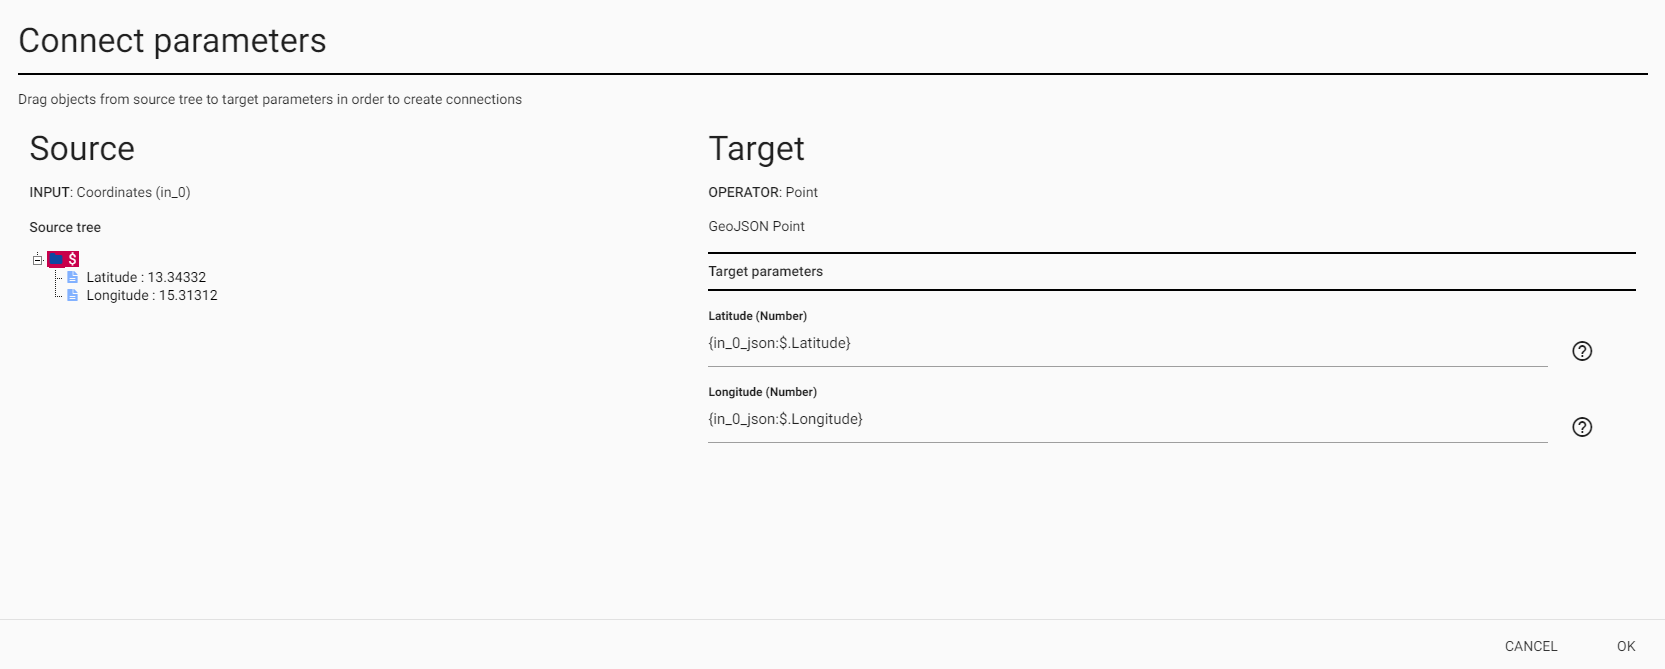 Connect parameters
Drag objects from source tree to target parameters in order to create connections
Source
INPUT: Coordinates (in_0)
Source tree
$
Latitude : 13.34332
Longitude : 15.31312
Target
OPERATOR: Point
GeoJSON Point
Target parameters
Latitude (Number)
{in_0_json:$.Latitude}
?
Longitude (Number)
{in_0_json:$.Longitude}
?
CANCEL OK